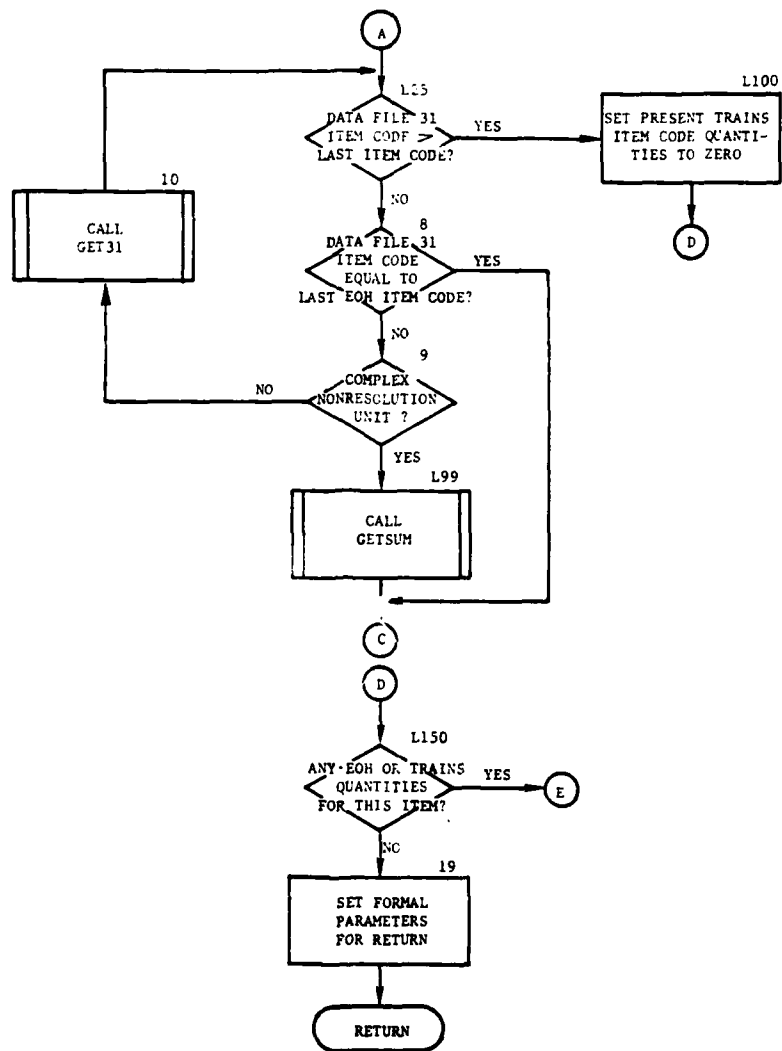 A
L25
DATA FILE 31
ITEM CODE >
LAST ITEM CODE?
YES
L100
SET PRESENT TRAINS
ITEM CODE QUANTI-
TIES TO ZERO
D
NO
10
CALL
GET31
8
DATA FILE 31
ITEM CODE
EQUAL TO
LAST EOH ITEM CODE?
YES
NO
9
COMPLEX
NONRESOLUTION
UNIT ?
NO
YES
L99
CALL
GETSUM
C
D
L150
ANY EOH OR TRAINS
QUANTITIES
FOR THIS ITEM?
YES
E
NO
19
SET FORMAL
PARAMETERS
FOR RETURN
RETURN